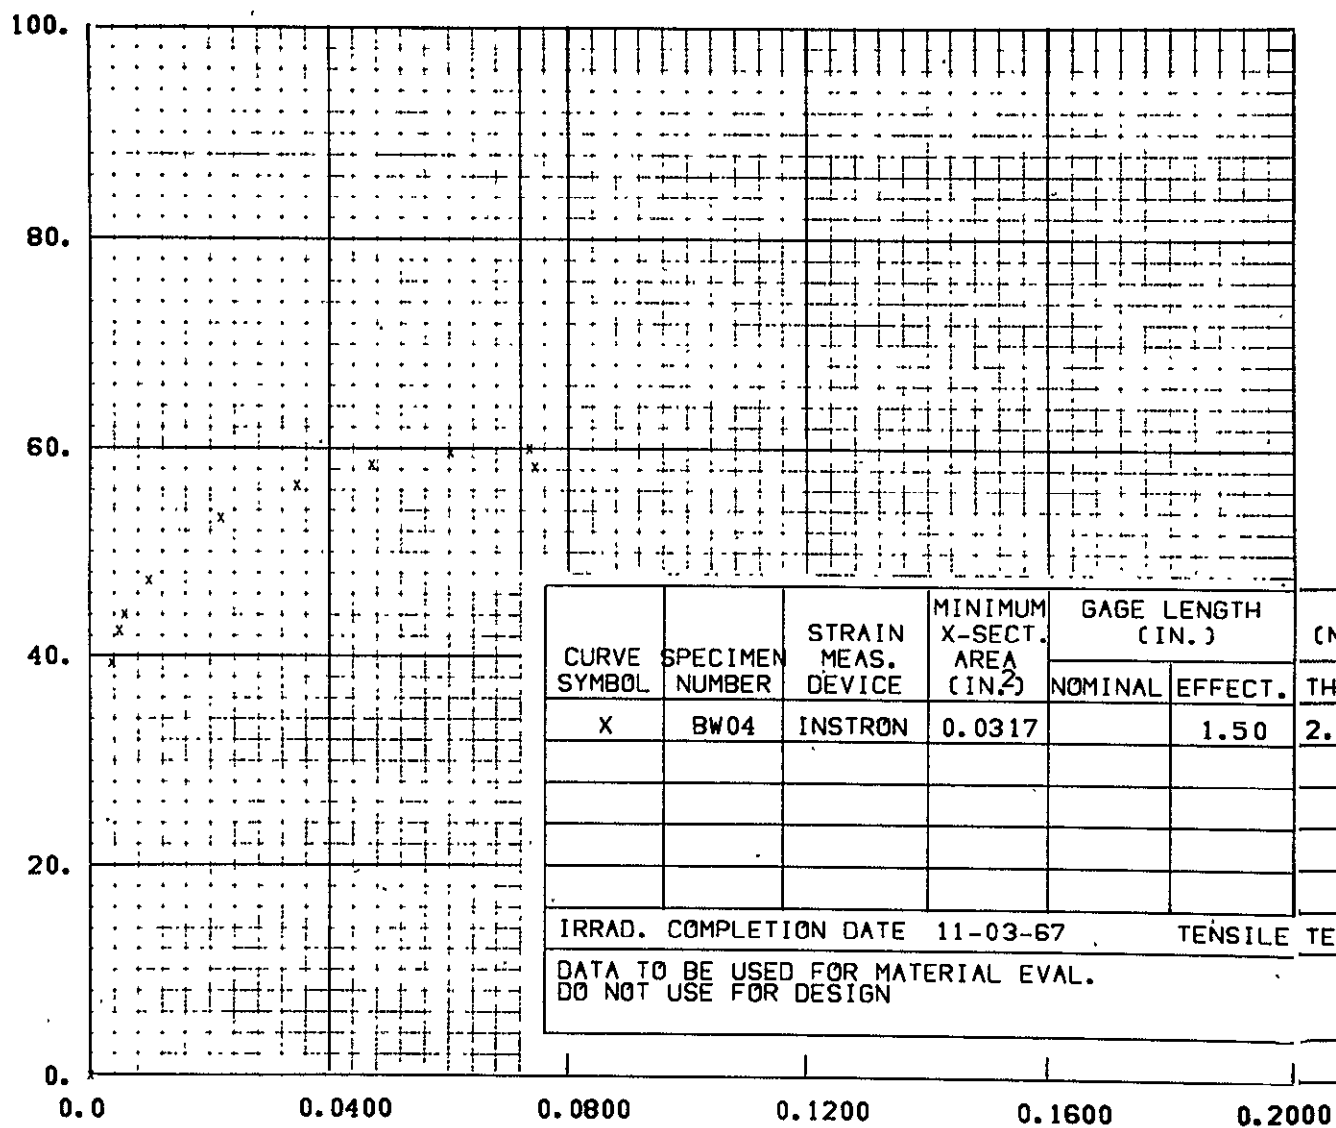 100.
80.
60.
40.
20.
0.
0.0 0.0400 0.0800 0.1200 0.1600 0.2000
CURVE SYMBOL SPECIMEN NUMBER STRAIN MEAS. DEVICE MINIMUM X-SECT. AREA (IN.2) GAGE LENGTH (IN.)
NOMINAL EFFECT.
X BW04 INSTRON 0.0317 1.50 2.
IRRAD. COMPLETION DATE 11-03-67 TENSILE TE
DATA TO BE USED FOR MATERIAL EVAL.
DO NOT USE FOR DESIGN